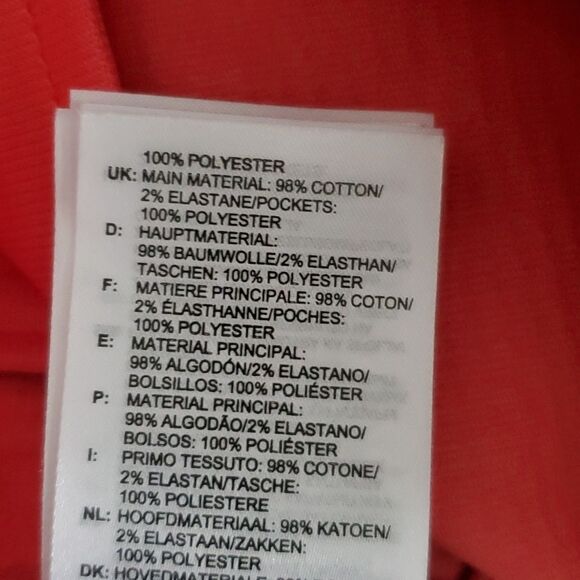 100% POLYESTER
UK: MAIN MATERIAL: 98% COTTON/
2% ELASTANE/POCKETS:
100% POLYESTER
D: HAUPTMATERIAL:
98% BAUMWOLLE/2% ELASTHAN/
TASCHEN: 100% POLYESTER
F: MATIERE PRINCIPALE: 98% COTON/
2% ÉLASTHANNE/POCHES:
100% POLYESTER
E: MATERIAL PRINCIPAL:
98% ALGODÓN/2% ELASTANO/
BOLSILLOS: 100% POLIÉSTER
P: MATERIAL PRINCIPAL:
98% ALGODÃO/2% ELASTANO/
BOLSOS: 100% POLIÉSTER
I: PRIMO TESSUTO: 98% COTONE/
2% ELASTAN/TASCHE:
100% POLIESTERE
NL: HOOFDMATERIAAL: 98% KATOEN/
2% ELASTAAN/ZAKKEN:
100% POLYESTER
DK: HOVEDMATERIALE: